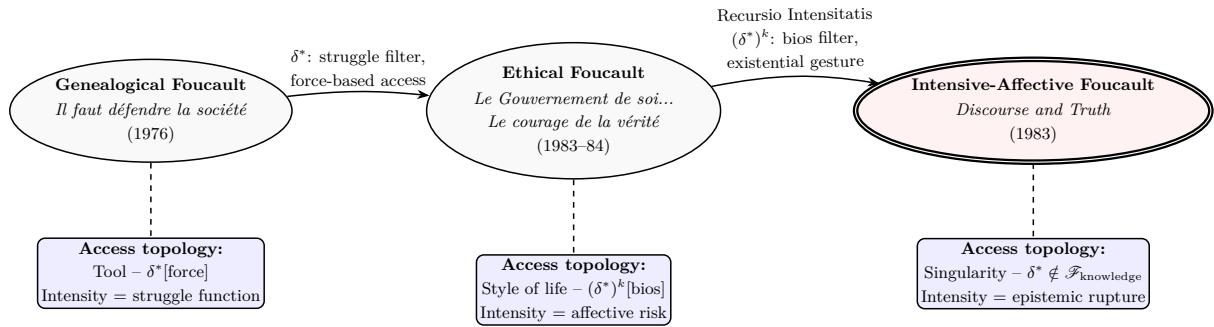 Genealogical Foucault
Il faut défendre la société
(1976)
δ*: struggle filter,
force-based access
Ethical Foucault
Le Gouvernement de soi...
Le courage de la vérité
(1983–84)
Recursio Intensitatis
(δ*)^k: bios filter,
existential gesture
Intensive-Affective Foucault
Discourse and Truth
(1983)
Access topology:
Tool – δ*[force]
Intensity = struggle function
Access topology:
Style of life – (δ*)^k[bios]
Intensity = affective risk
Access topology:
Singularity – δ* ∉ ℱ_knowledge
Intensity = epistemic rupture